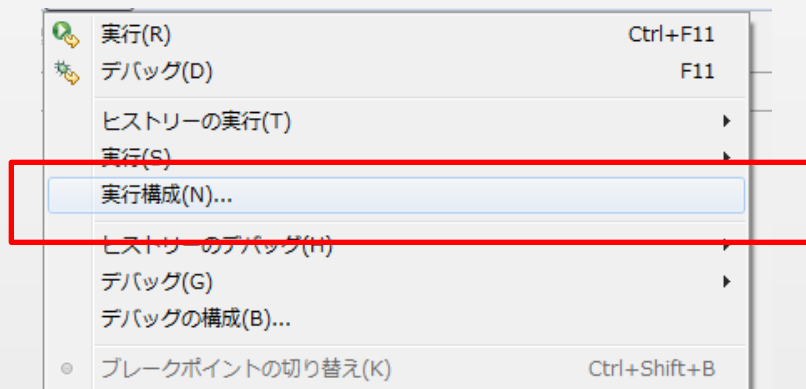 実行(R) Ctrl+F11
デバッグ(D) F11
ヒストリーの実行(T)
実行(S)
実行構成(N)...
ヒストリーのデバッグ(H)
デバッグ(G)
デバッグの構成(B)...
ブレークポイントの切り替え(K) Ctrl+Shift+B